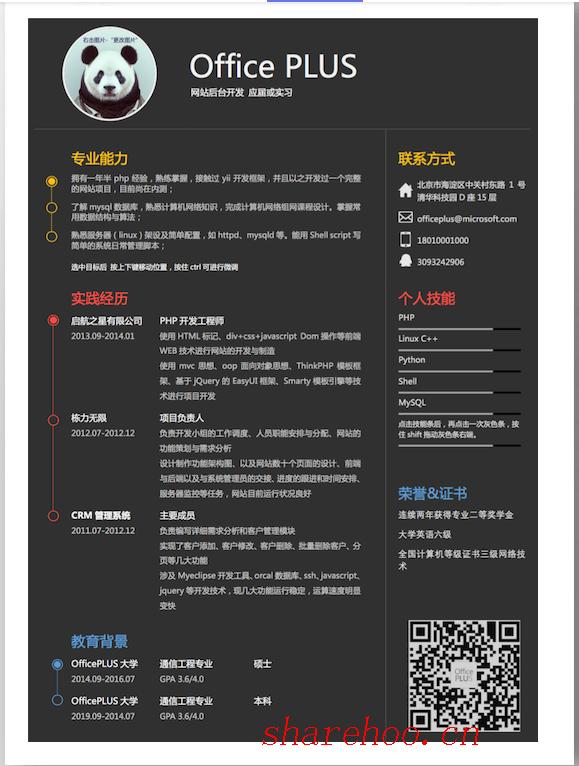 右击图片-“更改图片”
Office PLUS
网站后台开发 应届或实习
专业能力
拥有一年半 php 经验，熟练掌握，接触过 yii 开发框架，并且以之开发过一个完整
的网站项目，目前尚在内测；
了解 mysql 数据库，熟悉计算机网络知识，完成计算机网络组网课程设计。掌握常
用数据结构与算法；
熟悉服务器（linux）架设及简单配置，如 httpd、mysqld 等。能用 Shell script 写
简单的系统日常管理脚本；
选中目标后 按上下键移动位置，按住 ctrl 可进行微调
实践经历
启航之星有限公司 PHP 开发工程师
2013.09-2014.01 使用 HTML 标记、div+css+javascript Dom 操作等前端
WEB 技术进行网站的开发与制造
使用 mvc 思想、oop 面向对象思想、ThinkPHP 模板框
架、基于 jQuery 的 EasyUI 框架、Smarty 模板引擎等技
术进行项目开发
栋力无限 项目负责人
2012.07-2012.12 负责开发小组的工作调度、人员职能安排与分配、网站的
功能策划与需求分析
设计制作功能架构图、以及网站数十个页面的设计、前端
与后端以及与系统管理员的交接、进度的跟进和时间安排、
服务器监控等任务，网站目前运行状况良好
CRM 管理系统 主要成员
2011.07-2012.12 负责编写详细需求分析和客户管理模块
实现了客户添加、客户修改、客户删除、批量删除客户、分
页等几大功能
涉及 Myeclipse 开发工具、orcal 数据库、ssh、javascript、
jquery 等开发技术，现几大功能运行稳定，运算速度明显
变快
教育背景
OfficePLUS 大学 通信工程专业 硕士
2014.09-2016.07 GPA 3.6/4.0
OfficePLUS 大学 通信工程专业 本科
2019.09-2014.07 GPA 3.6/4.0
联系方式
北京市海淀区中关村东路 1 号
清华科技园 D 座 15 层
officeplus@microsoft.com
18010001000
3093242906
个人技能
PHP
Linux C++
Python
Shell
MySQL
点击技能条后，再点击一次灰色条，按
住 shift 拖动灰色条右端。
荣誉&证书
连续两年获得专业二等奖学金
大学英语六级
全国计算机等级证书三级网络技
术
Office
PLUS
sharehoo.cn